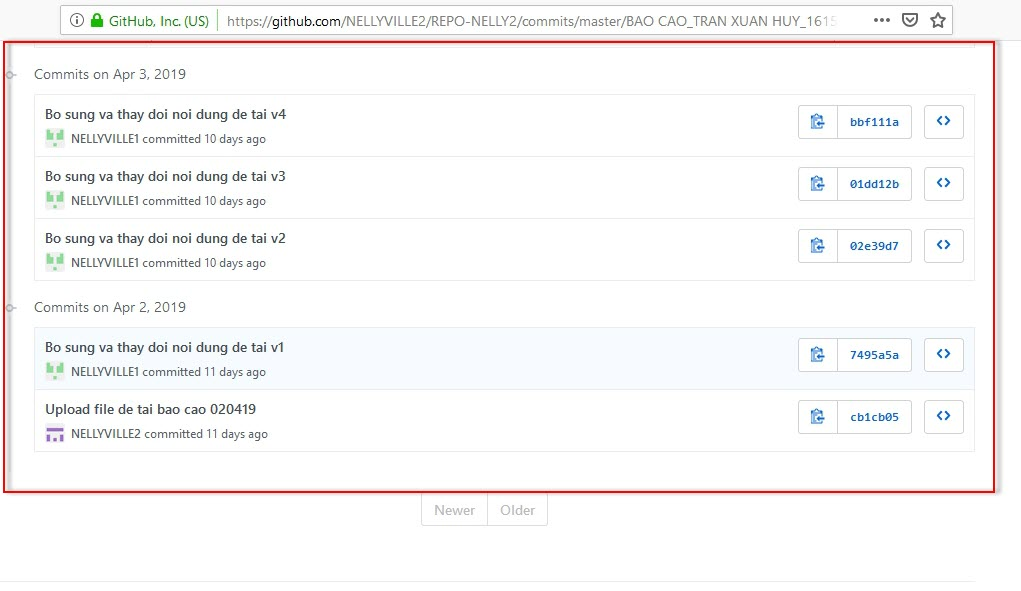 GitHub, Inc. (US) https://github.com/NELLYVILLE2/REPO-NELLY2/commits/master/BAO CAO_TRAN XUAN HUY_1615
Commits on Apr 3, 2019
Bo sung va thay doi noi dung de tai v4
bbf111a
NELLYVILLE1 committed 10 days ago
Bo sung va thay doi noi dung de tai v3
01dd12b
NELLYVILLE1 committed 10 days ago
Bo sung va thay doi noi dung de tai v2
02e39d7
NELLYVILLE1 committed 10 days ago
Commits on Apr 2, 2019
Bo sung va thay doi noi dung de tai v1
7495a5a
NELLYVILLE1 committed 11 days ago
Upload file de tai bao cao 020419
cb1cb05
NELLYVILLE2 committed 11 days ago
Newer Older